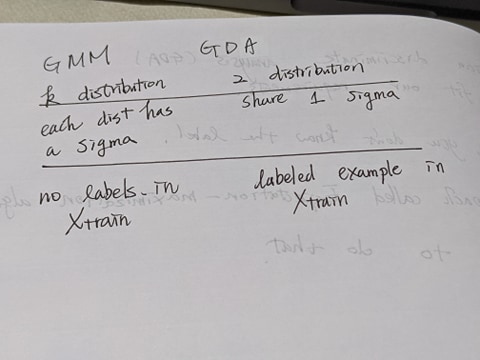 GMM GDA
k distribution 2 distribution
each dist has share 1 sigma
a sigma
no labels in labeled example in
Xtrain Xtrain